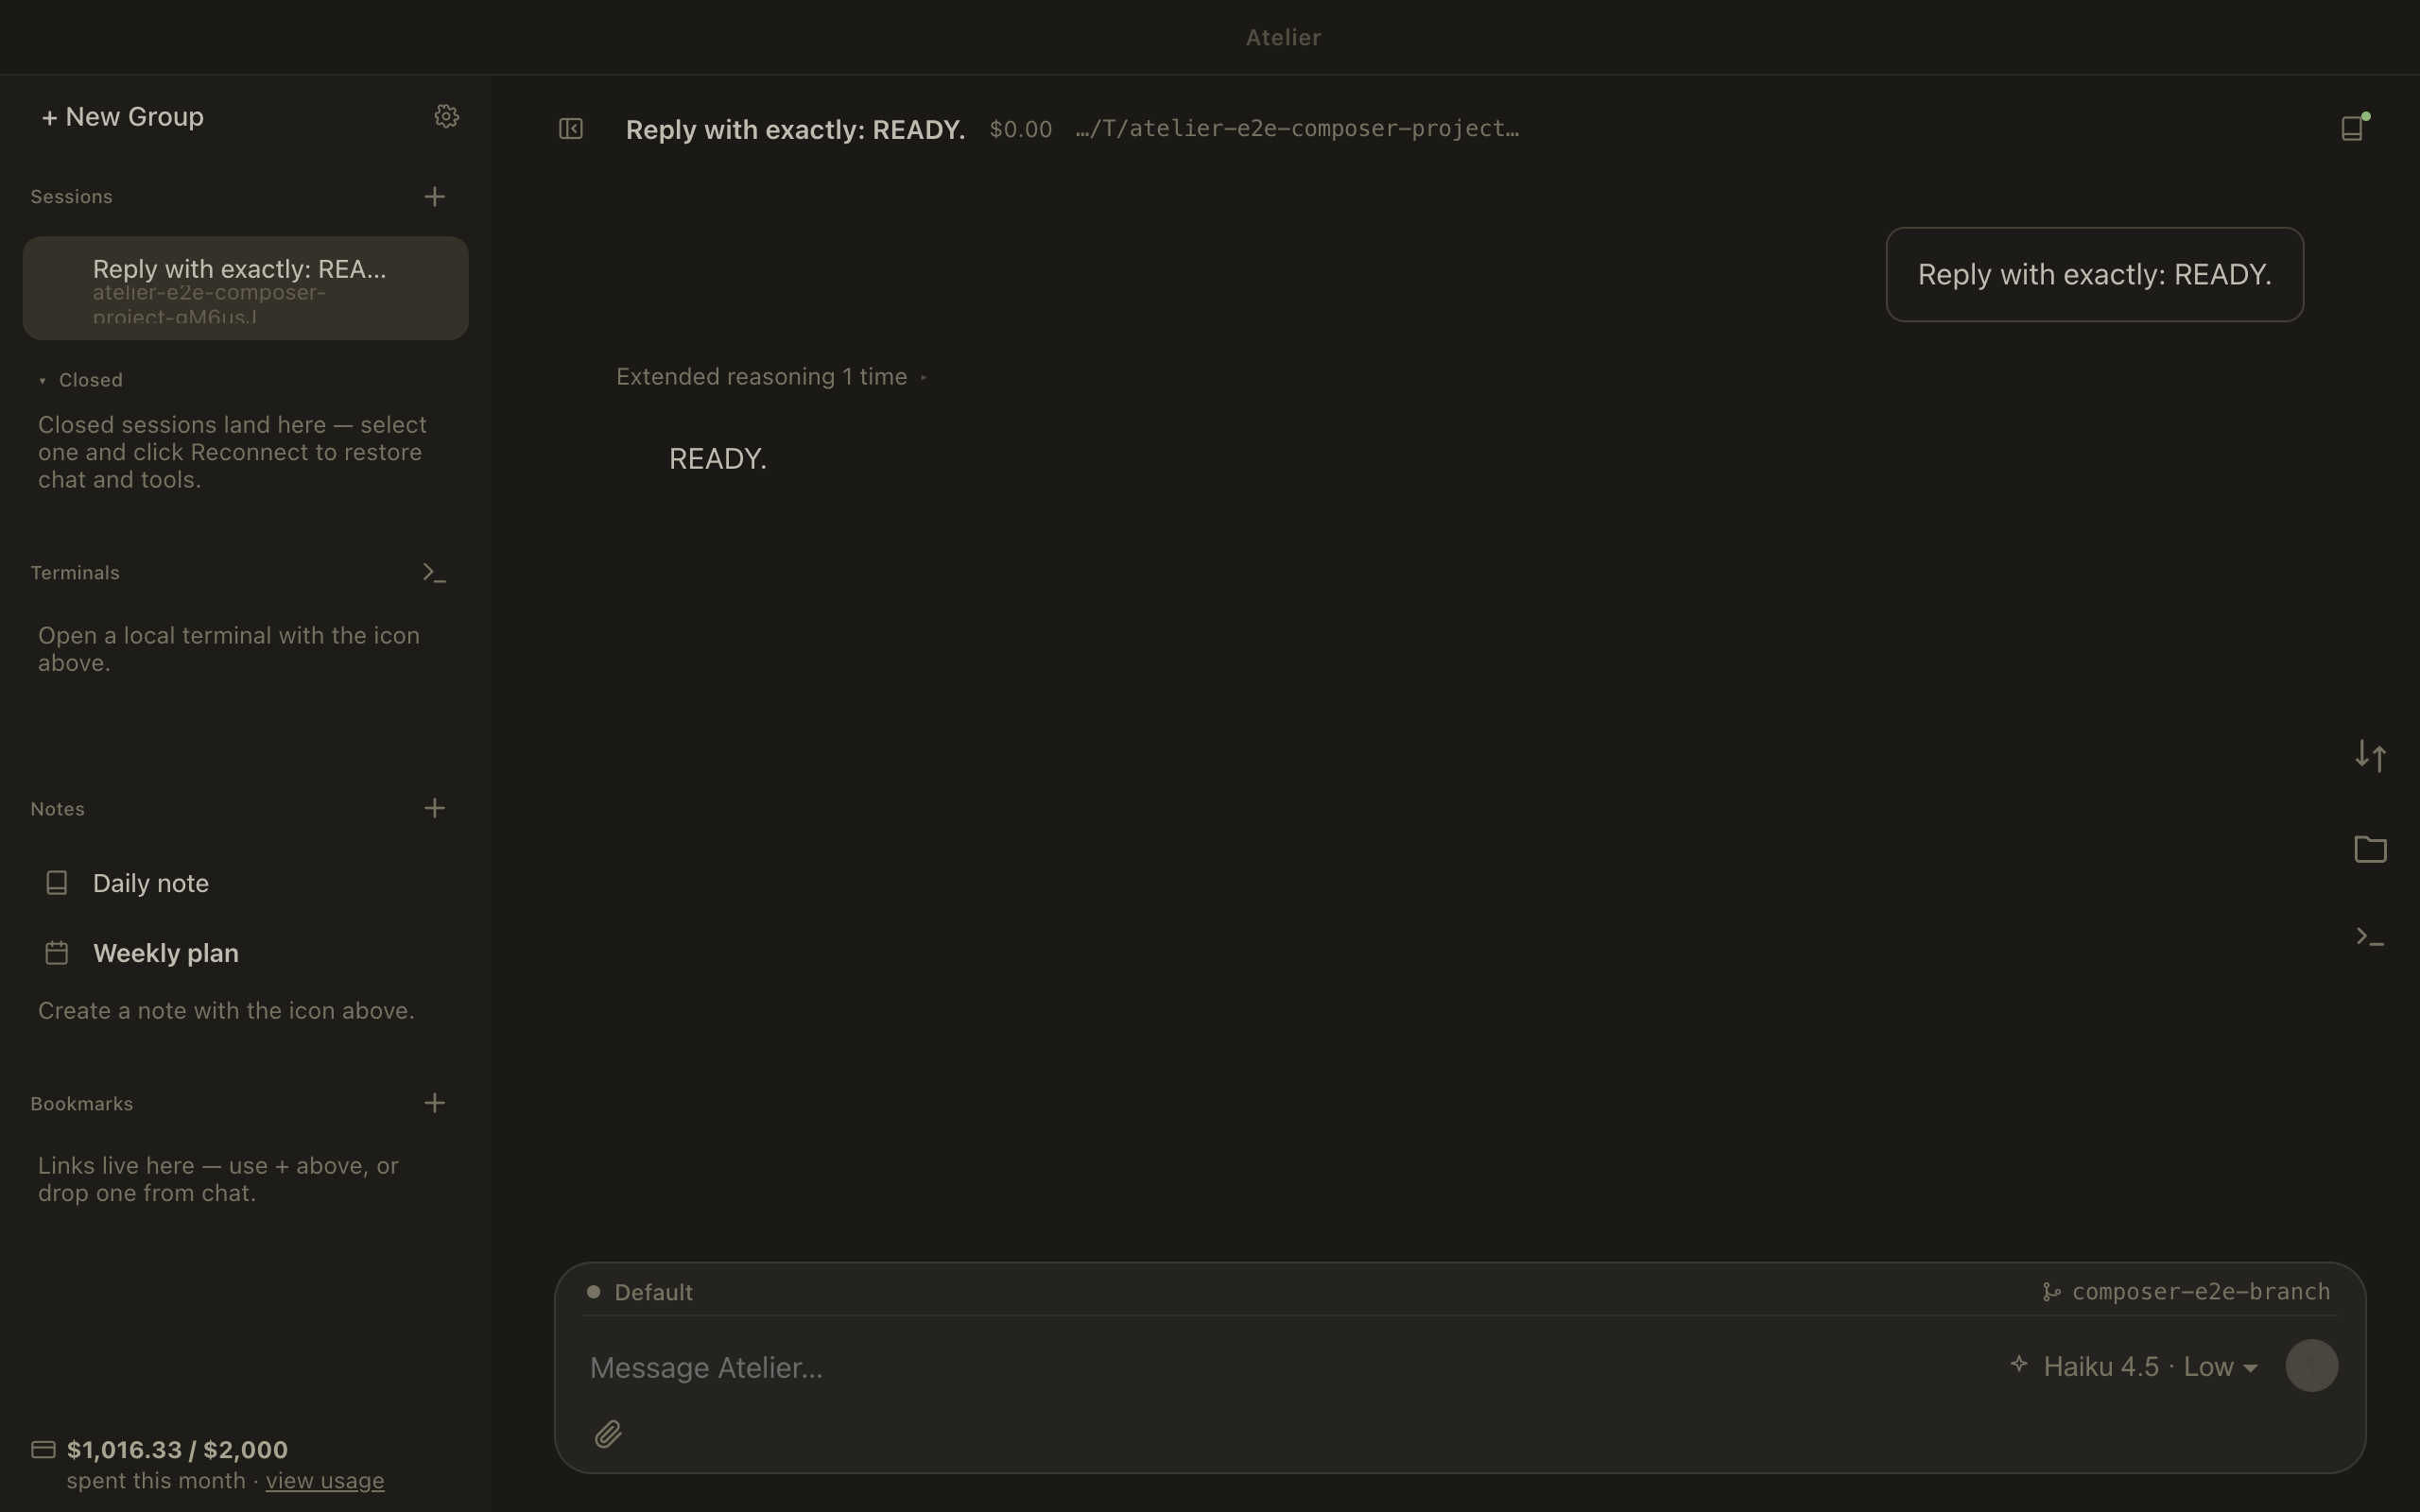 Atelier
+ New Group
Sessions
Reply with exactly: REA...
atelier-e2e-composer-
project-gM6usJ
Closed
Closed sessions land here — select
one and click Reconnect to restore
chat and tools.
Terminals
Open a local terminal with the icon
above.
Notes
Daily note
Weekly plan
Create a note with the icon above.
Bookmarks
Links live here — use + above, or
drop one from chat.
$1,016.33 / $2,000
spent this month · view usage
Reply with exactly: READY. $0.00 …/T/atelier-e2e-composer-project…
Reply with exactly: READY.
Extended reasoning 1 time
READY.
Default
composer-e2e-branch
Message Atelier...
Haiku 4.5 · Low